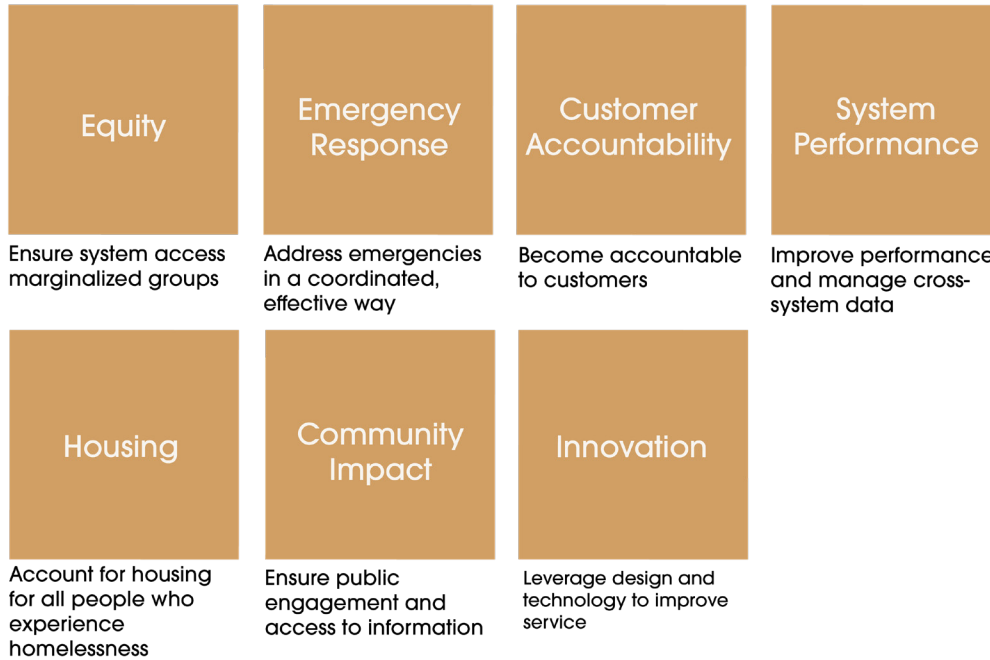 Equity
Ensure system access
marginalized groups
Emergency
Response
Address emergencies
in a coordinated,
effective way
Customer
Accountability
Become accountable
to customers
System
Performance
Improve performance
and manage cross-
system data
Housing
Account for housing
for all people who
experience
homelessness
Community
Impact
Ensure public
engagement and
access to information
Innovation
Leverage design and
technology to improve
service